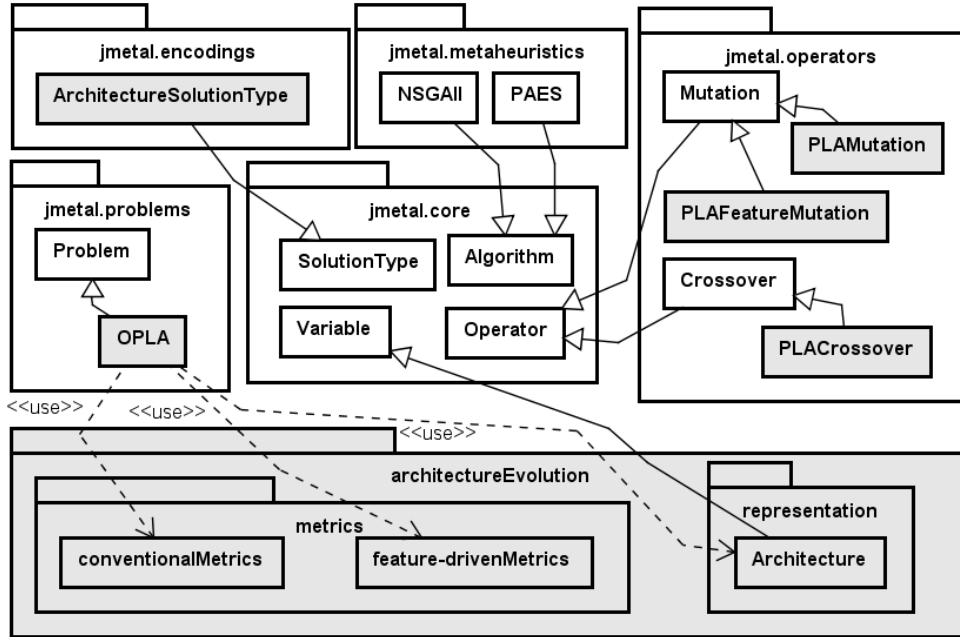 jmetal.encodings
ArchitectureSolutionType
jmetal.metaheuristics
NSGAII
PAES
jmetal.operators
Mutation
PLAMutation
PLAFeatureMutation
Crossover
PLACrossover
jmetal.problems
Problem
OPLA
jmetal.core
SolutionType
Algorithm
Variable
Operator
<<use>>
<<use>>
<<use>>
architectureEvolution
metrics
conventionalMetrics
feature-drivenMetrics
representation
Architecture